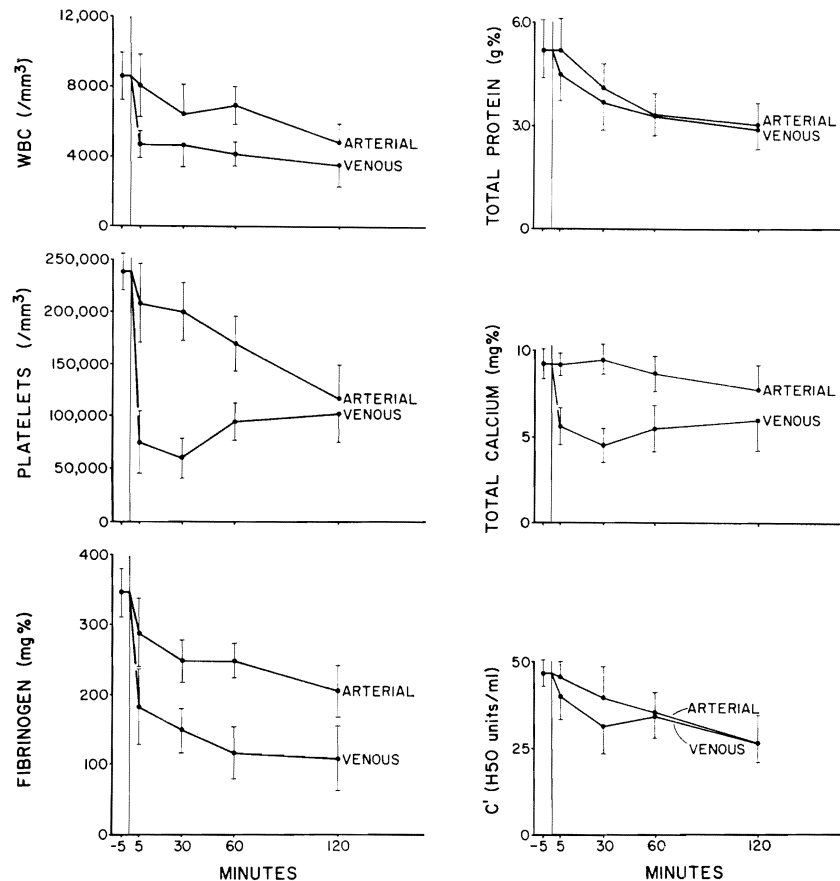 WBC (/mm³)
12,000
8000
4000
0
ARTERIAL
VENOUS
PLATELETS (/mm³)
250,000
200,000
150,000
100,000
50,000
0
ARTERIAL
VENOUS
FIBRINOGEN (mg%)
400
300
200
100
0
ARTERIAL
VENOUS
-5 5 30 60 120
MINUTES
TOTAL PROTEIN (g%)
6.0
3.0
0
ARTERIAL
VENOUS
TOTAL CALCIUM (mg%)
10
5
0
ARTERIAL
VENOUS
C' (H50 units/ml)
50
25
0
ARTERIAL
VENOUS
-5 5 30 60 120
MINUTES